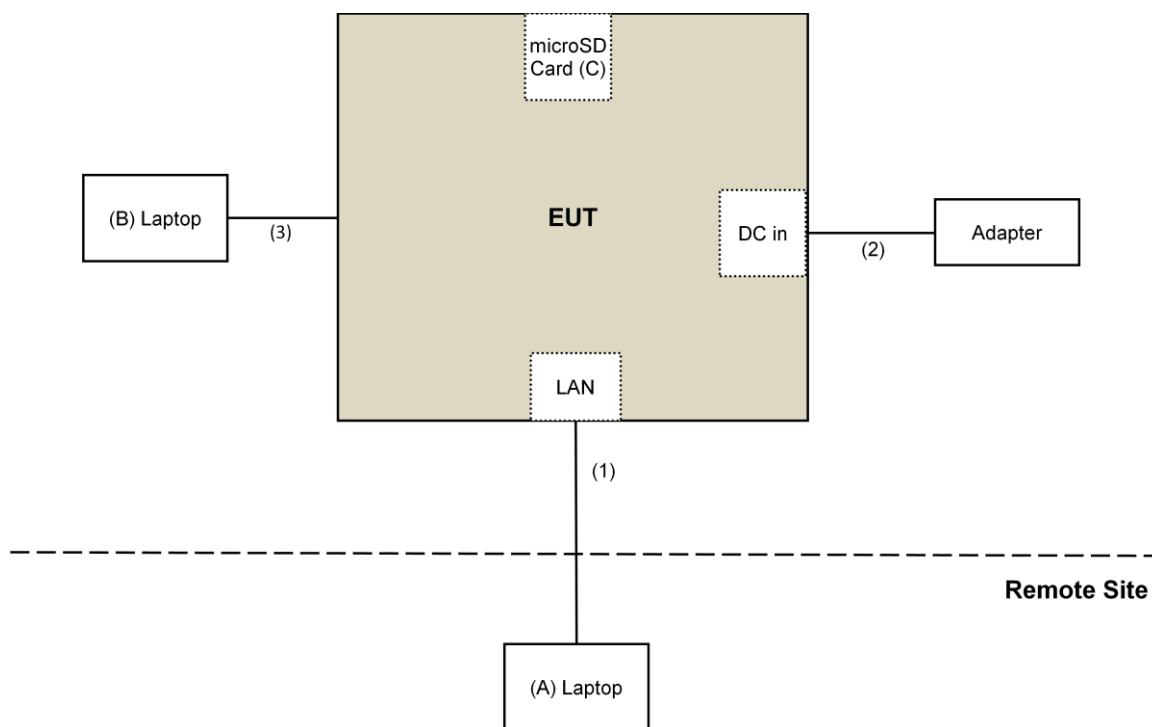 microSD
Card (C)
(B) Laptop
(3)
EUT
DC in
(2)
Adapter
LAN
(1)
Remote Site
(A) Laptop